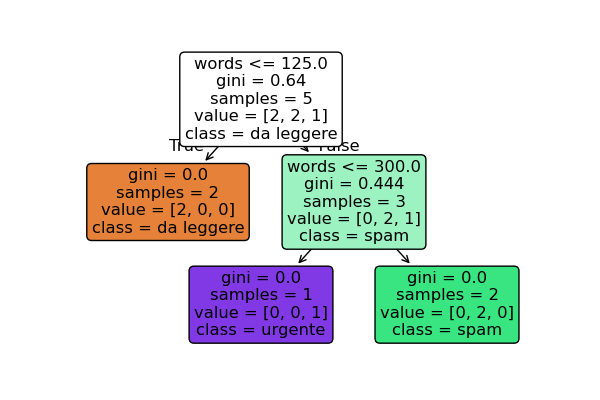 words <= 125.0
gini = 0.64
samples = 5
value = [2, 2, 1]
class = da leggere
True
False
gini = 0.0
samples = 2
value = [2, 0, 0]
class = da leggere
words <= 300.0
gini = 0.444
samples = 3
value = [0, 2, 1]
class = spam
gini = 0.0
samples = 1
value = [0, 0, 1]
class = urgente
gini = 0.0
samples = 2
value = [0, 2, 0]
class = spam